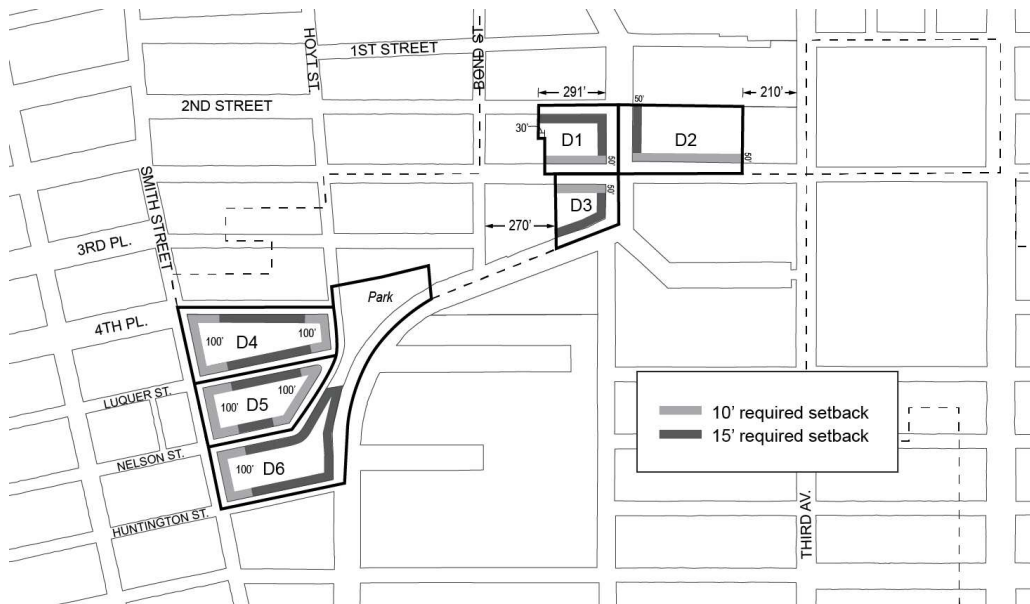 1ST STREET
HOYT ST.
BOND ST.
2ND STREET
291'
210'
50'
30'
D1
D2
50'
50'
50'
D3
270'
SMITH STREET
3RD PL.
4TH PL.
Park
100'
D4
100'
100'
D5
100'
LUQUER ST.
100'
D6
NELSON ST.
HUNTINGTON ST.
10' required setback
15' required setback
THIRD AV.